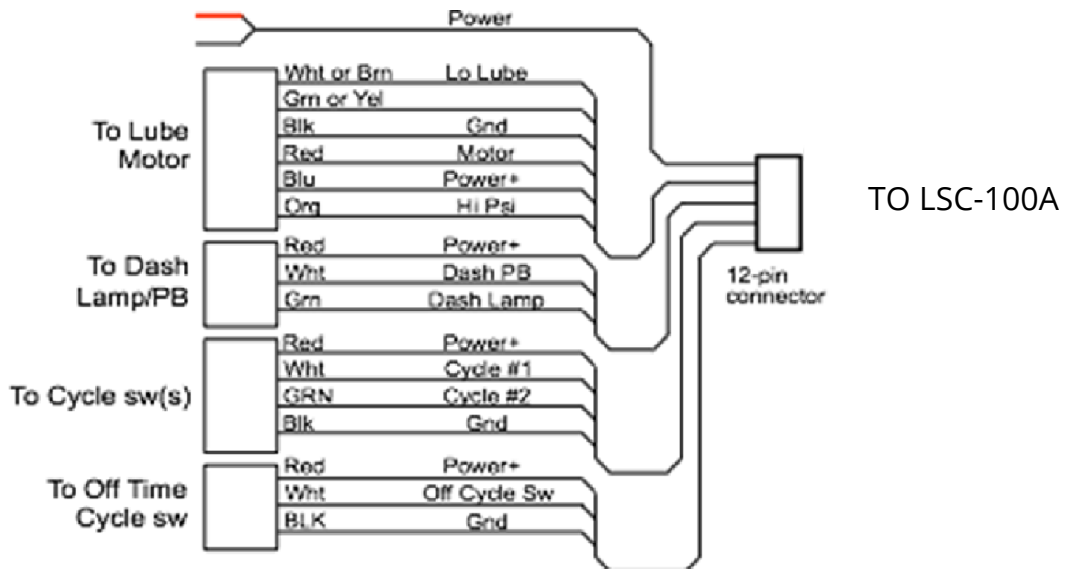 Power
Wht or Brn Lo Lube
Grn or Yel
Blk Gnd
Red Motor
Blu Power+
Org Hi Psi
To Lube
Motor
Red Power+
Wht Dash PB
Grn Dash Lamp
To Dash
Lamp/PB
Red Power+
Wht Cycle #1
GRN Cycle #2
Blk Gnd
To Cycle sw(s)
Red Power+
Wht Off Cycle Sw
BLK Gnd
To Off Time
Cycle sw
12-pin
connector
TO LSC-100A